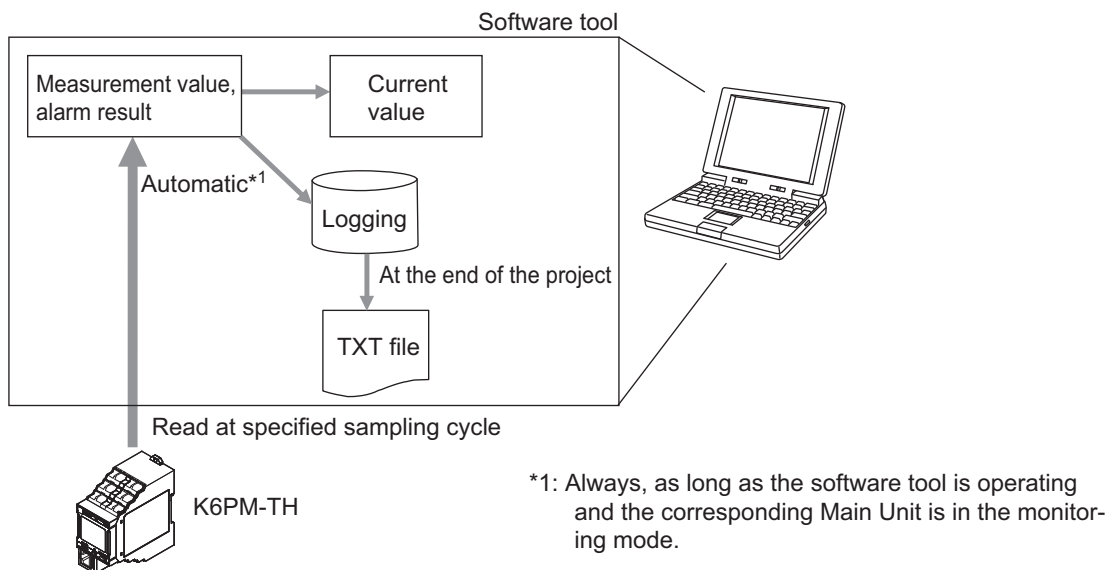 Software tool
Measurement value,
alarm result
Current
value
Automatic*1
Logging
At the end of the project
TXT file
Read at specified sampling cycle
K6PM-TH
*1: Always, as long as the software tool is operating
and the corresponding Main Unit is in the monitor-
ing mode.